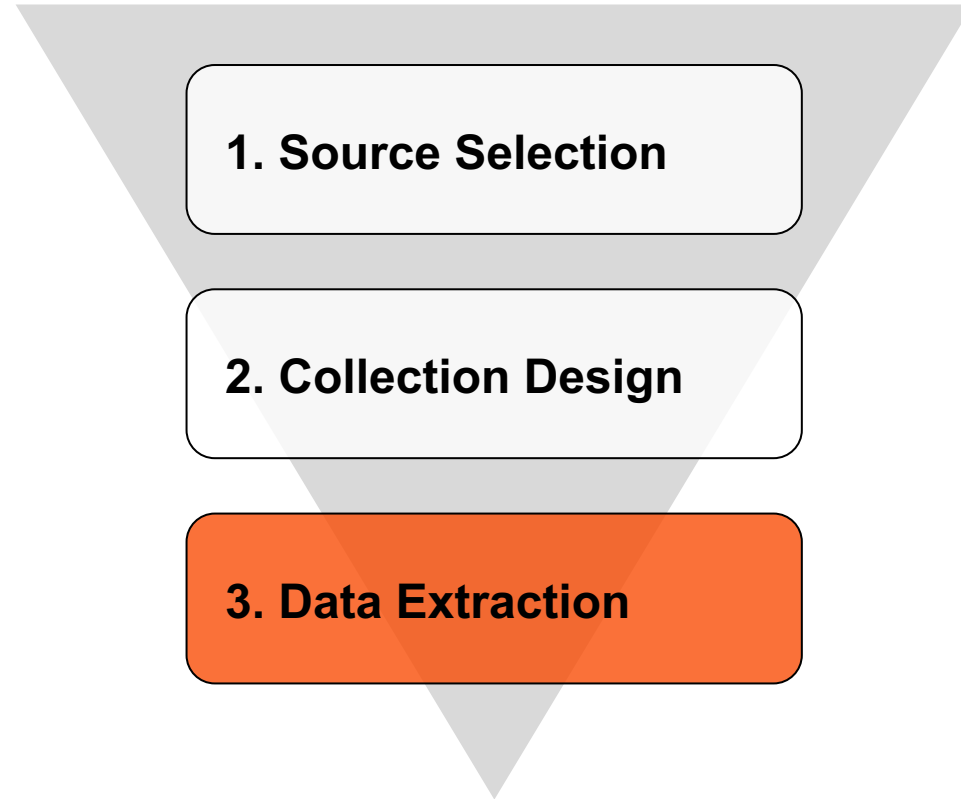 1. Source Selection
2. Collection Design
3. Data Extraction